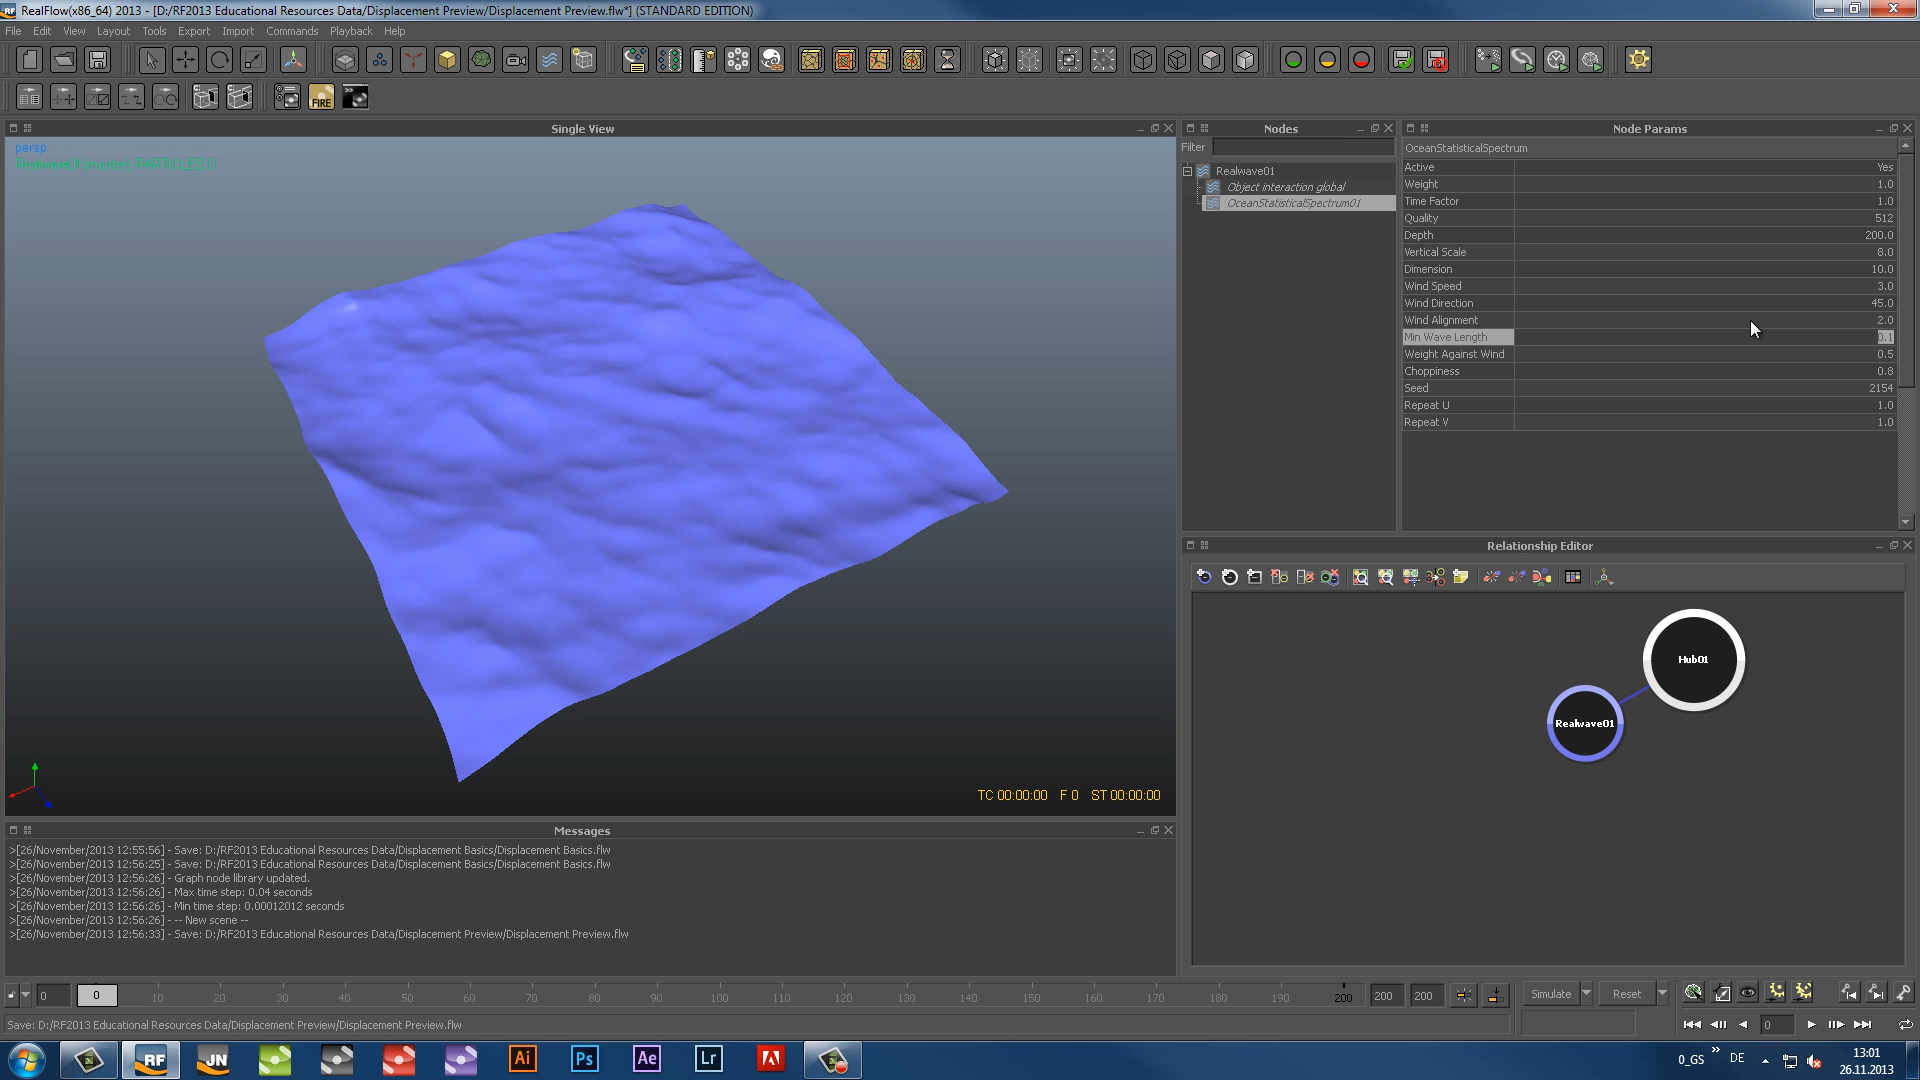 RealFlow(x86_64) 2013 - [D:/RF2013 Educational Resources Data/Displacement Preview/Displacement Preview.flw*] (STANDARD EDITION)
File Edit View Layout Tools Export Import Commands Playback Help
FIRE
Single View
persp
TC 00:00:00 F 0 ST 00:00:00
Nodes
Filter
Realwave01
Object interaction global
OceanStatisticalSpectrum01
Node Params
OceanStatisticalSpectrum
Active Yes
Weight 1.0
Time Factor 1.0
Quality 512
Depth 200.0
Vertical Scale 8.0
Dimension 10.0
Wind Speed 3.0
Wind Direction 45.0
Wind Alignment 2.0
Min Wave Length 0.1
Weight Against Wind 0.5
Choppiness 0.8
Seed 2154
Repeat U 1.0
Repeat V 1.0
Relationship Editor
Hub01
Realwave01
Messages
>[26/November/2013 12:55:56] - Save: D:/RF2013 Educational Resources Data/Displacement Basics/Displacement Basics.flw
>[26/November/2013 12:56:25] - Save: D:/RF2013 Educational Resources Data/Displacement Basics/Displacement Basics.flw
>[26/November/2013 12:56:26] - Graph node library updated.
>[26/November/2013 12:56:26] - Max time step: 0.04 seconds
>[26/November/2013 12:56:26] - Min time step: 0.00012012 seconds
>[26/November/2013 12:56:26] - -- New scene --
>[26/November/2013 12:56:33] - Save: D:/RF2013 Educational Resources Data/Displacement Preview/Displacement Preview.flw
0 0 10 20 30 40 50 60 70 80 90 100 110 120 130 140 150 160 170 180 190 200 200 200
Simulate Reset
0
Save: D:/RF2013 Educational Resources Data/Displacement Preview/Displacement Preview.flw
RF JN Ai Ps Ae Lr
0_GS » DE
13:01
26.11.2013